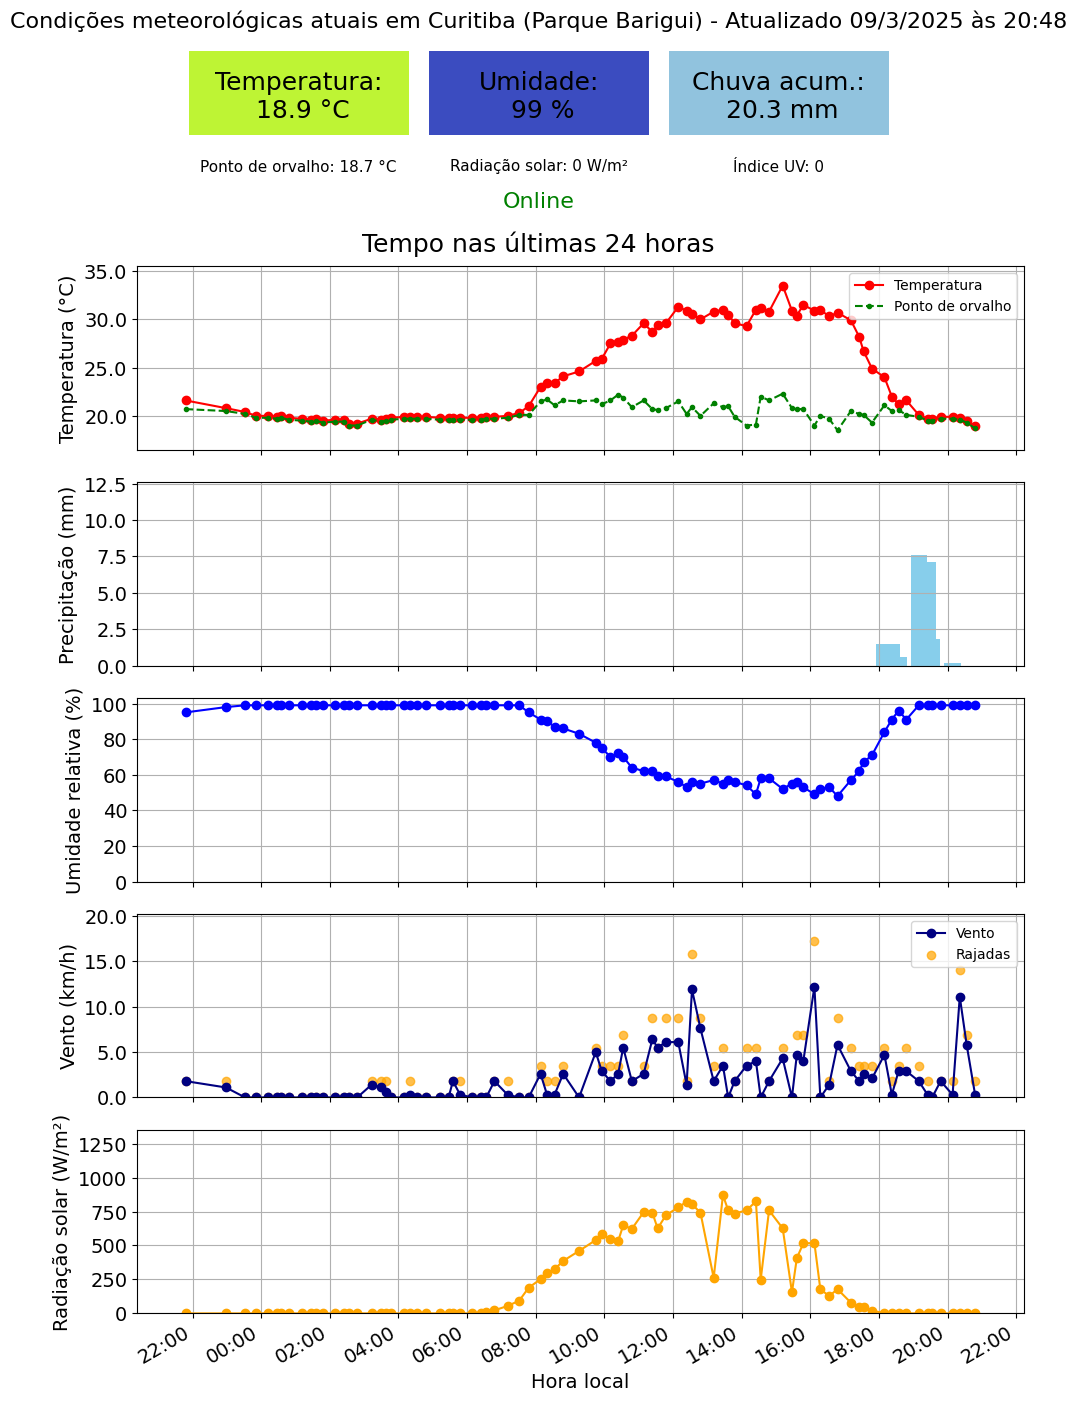 Condições meteorológicas atuais em Curitiba (Parque Barigui) - Atualizado 09/3/2025 às 20:48
Temperatura:
18.9 °C
Umidade:
99 %
Chuva acum.:
20.3 mm
Ponto de orvalho: 18.7 °C
Radiação solar: 0 W/m²
Índice UV: 0
Online
Tempo nas últimas 24 horas
Temperatura (°C)
35.0
30.0
25.0
20.0
Temperatura
Ponto de orvalho
Precipitação (mm)
12.5
10.0
7.5
5.0
2.5
0.0
Umidade relativa (%)
100
80
60
40
20
0
Vento (km/h)
20.0
15.0
10.0
5.0
0.0
Vento
Rajadas
Radiação solar (W/m²)
1250
1000
750
500
250
0
22:00 00:00 02:00 04:00 06:00 08:00 10:00 12:00 14:00 16:00 18:00 20:00 22:00
Hora local